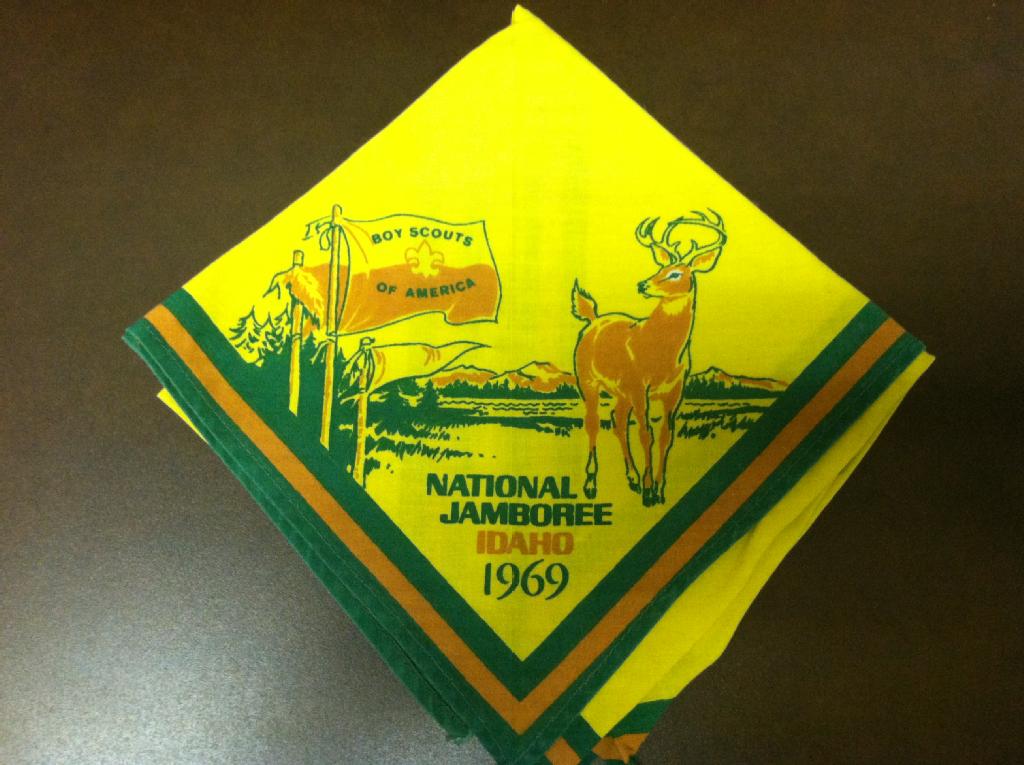 BOY SCOUTS
OF AMERICA
NATIONAL
JAMBOREE
IDAHO
1969